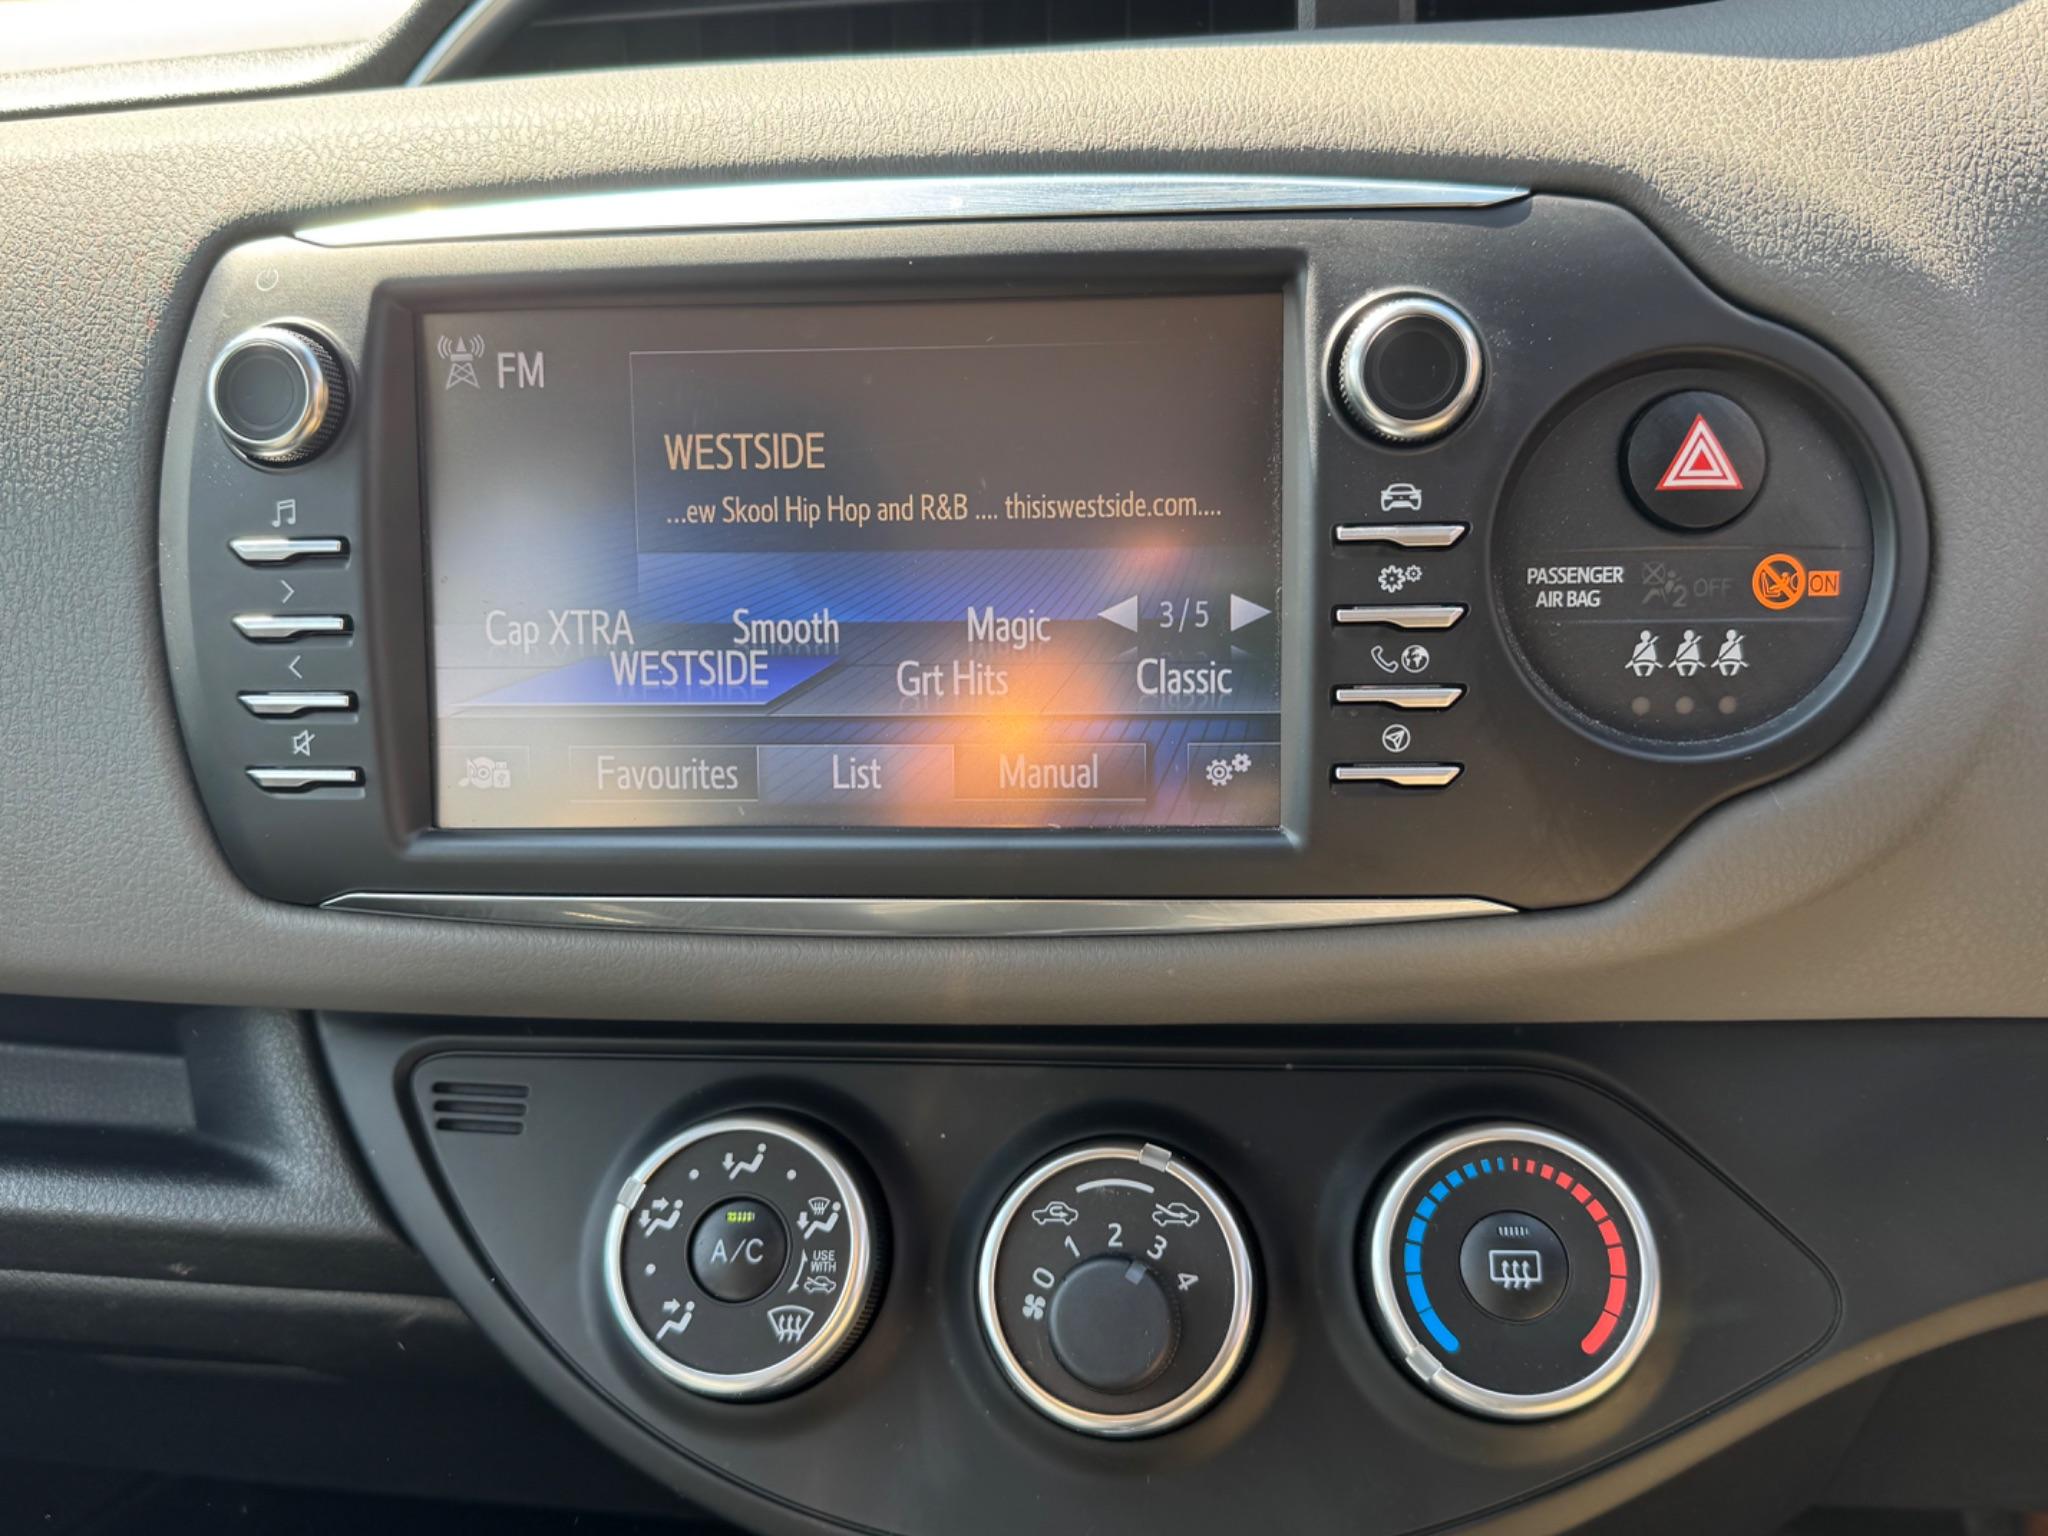 FM
WESTSIDE
...ew Skool Hip Hop and R&B .... thisiswestside.com....
Cap XTRA Smooth Magic 3/5
WESTSIDE Grt Hits Classic
Favourites List Manual
PASSENGER
AIR BAG
2 OFF
ON
A/C
USE
WITH
0 1 2 3 4